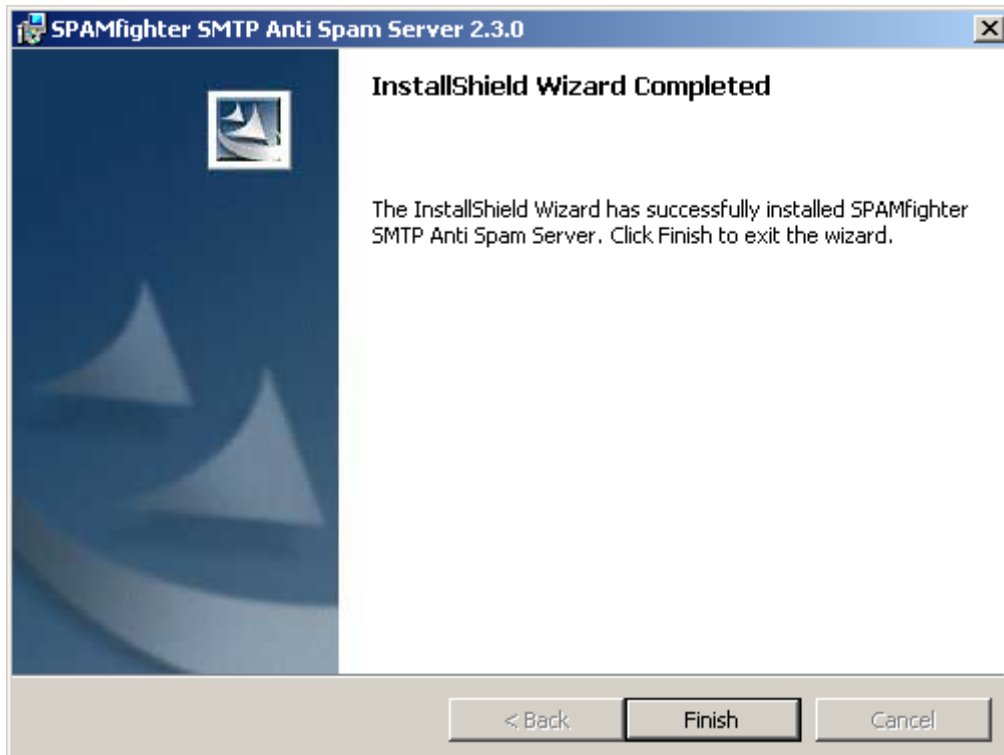 SPAMfighter SMTP Anti Spam Server 2.3.0
InstallShield Wizard Completed
The InstallShield Wizard has successfully installed SPAMfighter
SMTP Anti Spam Server. Click Finish to exit the wizard.
< Back
Finish
Cancel